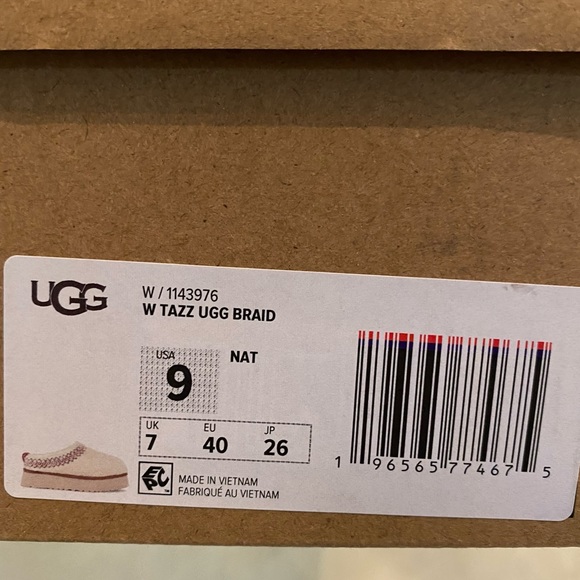 UGG
W / 1143976
W TAZZ UGG BRAID
USA
9
NAT
UK EU JP
7 40 26
MADE IN VIETNAM
FABRIQUÉ AU VIETNAM
1 96565 77467 5